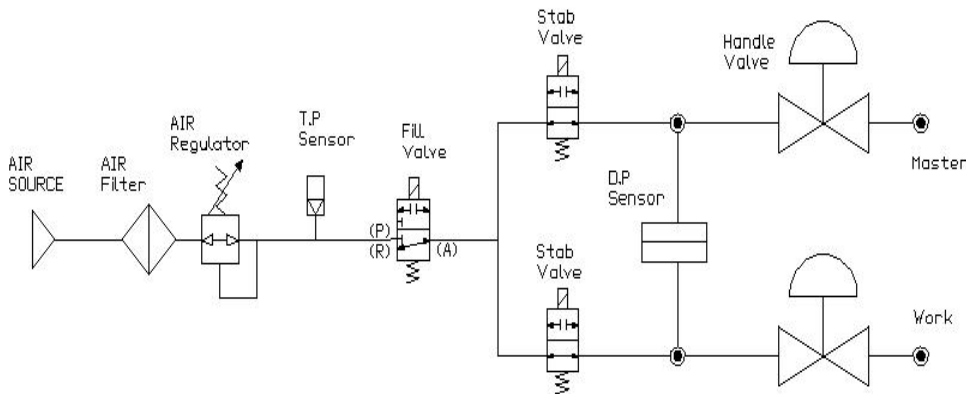 Stab
Valve
Handle
Valve
T.P
Sensor
AIR
Regulator
Fill
Valve
AIR
SOURCE
AIR
Filter
D.P
Sensor
Master
(P)
(R)
(A)
Stab
Valve
Work